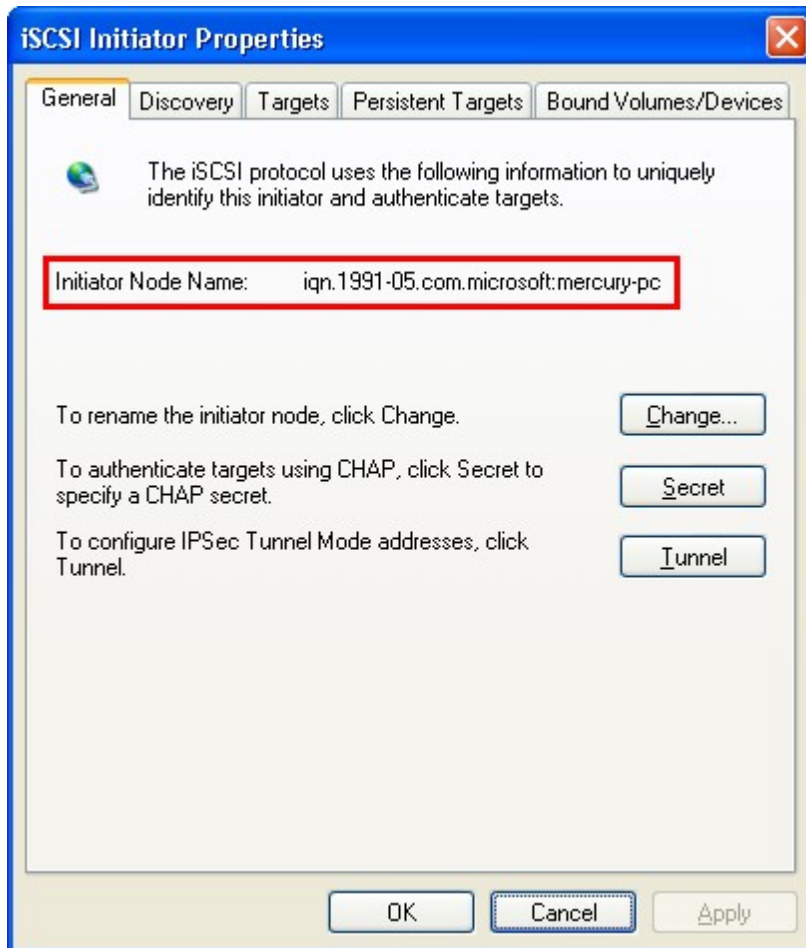 iSCSI Initiator Properties
General Discovery Targets Persistent Targets Bound Volumes/Devices
The iSCSI protocol uses the following information to uniquely
identify this initiator and authenticate targets.
Initiator Node Name: iqn.1991-05.com.microsoft:mercury-pc
To rename the initiator node, click Change.
Change...
To authenticate targets using CHAP, click Secret to
specify a CHAP secret.
Secret
To configure IPSec Tunnel Mode addresses, click
Tunnel.
Tunnel
OK Cancel Apply